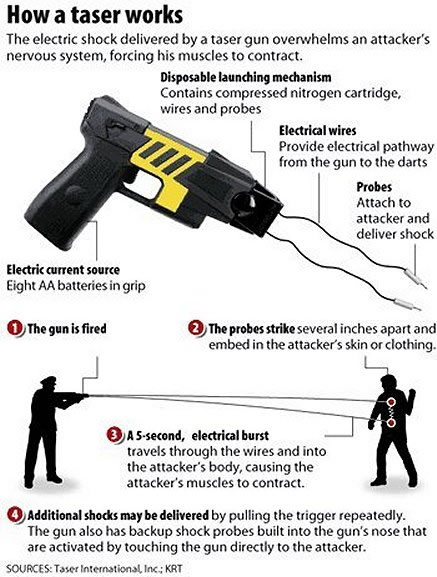 How a taser works
The electric shock delivered by a taser gun overwhelms an attacker's
nervous system, forcing his muscles to contract.
Disposable launching mechanism
Contains compressed nitrogen cartridge,
wires and probes
Electrical wires
Provide electrical pathway
from the gun to the darts
Probes
Attach to
attacker and
deliver shock
Electric current source
Eight AA batteries in grip
1 The gun is fired
2 The probes strike several inches apart and
embed in the attacker's skin or clothing.
3 A 5-second, electrical burst
travels through the wires and into
the attacker's body, causing the
attacker's muscles to contract.
4 Additional shocks may be delivered by pulling the trigger repeatedly.
The gun also has backup shock probes built into the gun's nose that
are activated by touching the gun directly to the attacker.
SOURCES: Taser International, Inc.; KRT